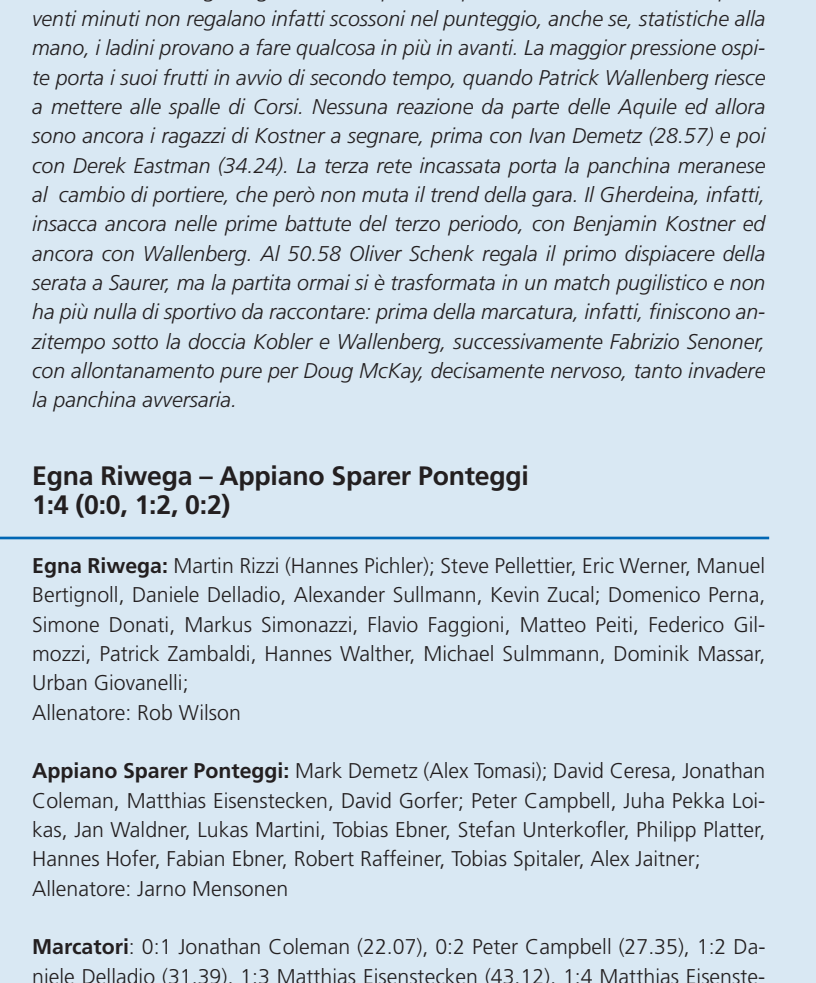 venti minuti non regalano infatti scossoni nel punteggio, anche se, statistiche alla
mano, i ladini provano a fare qualcosa in più in avanti. La maggior pressione ospi-
te porta i suoi frutti in avvio di secondo tempo, quando Patrick Wallenberg riesce
a mettere alle spalle di Corsi. Nessuna reazione da parte delle Aquile ed allora
sono ancora i ragazzi di Kostner a segnare, prima con Ivan Demetz (28.57) e poi
con Derek Eastman (34.24). La terza rete incassata porta la panchina meranese
al cambio di portiere, che però non muta il trend della gara. Il Gherdeina, infatti,
insacca ancora nelle prime battute del terzo periodo, con Benjamin Kostner ed
ancora con Wallenberg. Al 50.58 Oliver Schenk regala il primo dispiacere della
serata a Saurer, ma la partita ormai si è trasformata in un match pugilistico e non
ha più nulla di sportivo da raccontare: prima della marcatura, infatti, finiscono an-
zitempo sotto la doccia Kobler e Wallenberg, successivamente Fabrizio Senoner,
con allontanamento pure per Doug McKay, decisamente nervoso, tanto invadere
la panchina avversaria.
Egna Riwega – Appiano Sparer Ponteggi
1:4 (0:0, 1:2, 0:2)
Egna Riwega: Martin Rizzi (Hannes Pichler); Steve Pellettier, Eric Werner, Manuel
Bertignoll, Daniele Delladio, Alexander Sullmann, Kevin Zucal; Domenico Perna,
Simone Donati, Markus Simonazzi, Flavio Faggioni, Matteo Peiti, Federico Gil-
mozzi, Patrick Zambaldi, Hannes Walther, Michael Sulmmann, Dominik Massar,
Urban Giovanelli;
Allenatore: Rob Wilson
Appiano Sparer Ponteggi: Mark Demetz (Alex Tomasi); David Ceresa, Jonathan
Coleman, Matthias Eisenstecken, David Gorfer; Peter Campbell, Juha Pekka Loi-
kas, Jan Waldner, Lukas Martini, Tobias Ebner, Stefan Unterkofler, Philipp Platter,
Hannes Hofer, Fabian Ebner, Robert Raffeiner, Tobias Spitaler, Alex Jaitner;
Allenatore: Jarno Mensonen
Marcatori: 0:1 Jonathan Coleman (22.07), 0:2 Peter Campbell (27.35), 1:2 Da-
niele Delladio (31.39), 1:3 Matthias Eisenstecken (43.12), 1:4 Matthias Eisenste-